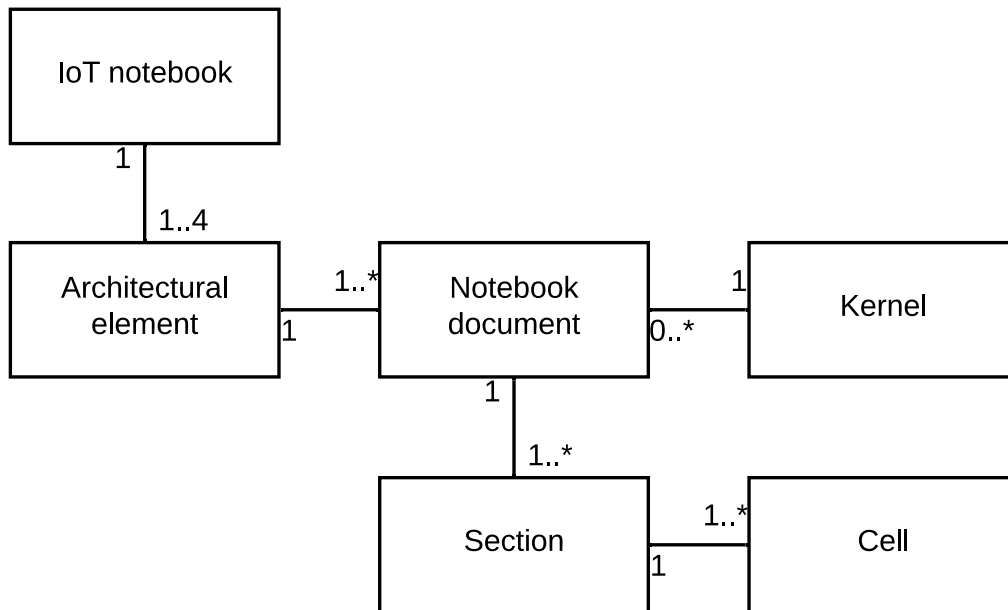 IoT notebook
1
1..4
Architectural
element
1
1..*
Notebook
document
0..*
1
Kernel
1
1..*
Section
1
1..*
Cell